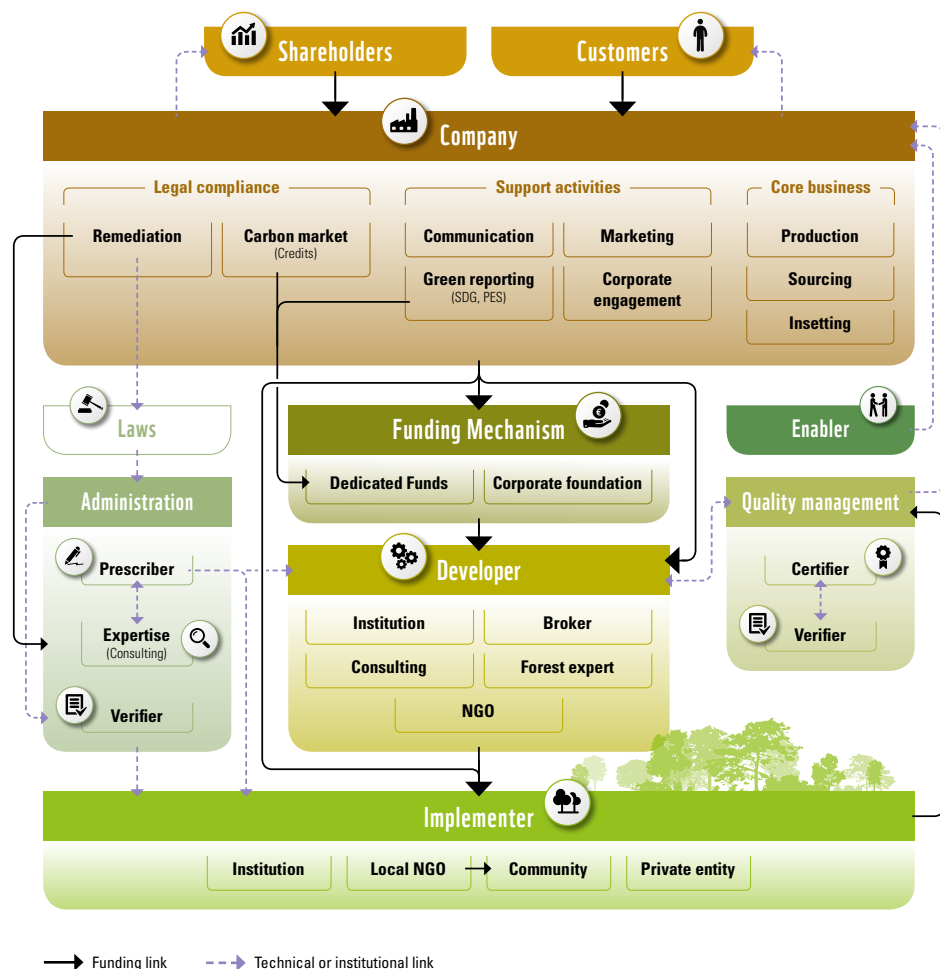 Shareholders
Customers
Company
Legal compliance
Support activities
Core business
Remediation
Carbon market
(Credits)
Communication
Marketing
Production
Green reporting
(SDG, PES)
Corporate
engagement
Sourcing
Insetting
Laws
Funding Mechanism
Enabler
Dedicated Funds
Corporate foundation
Administration
Quality management
Prescriber
Expertise
(Consulting)
Verifier
Developer
Institution
Broker
Consulting
Forest expert
NGO
Certifier
Verifier
Implementer
Institution
Local NGO
Community
Private entity
Funding link
Technical or institutional link